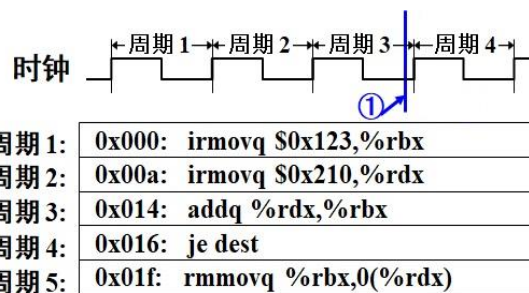 周期 1 周期 2 周期 3 周期 4
时钟
①
周期 1: 0x000: irmovq $0x123,%rbx
周期 2: 0x00a: irmovq $0x210,%rdx
周期 3: 0x014: addq %rdx,%rbx
周期 4: 0x016: je dest
周期 5: 0x01f: rmmovq %rbx,0(%rdx)